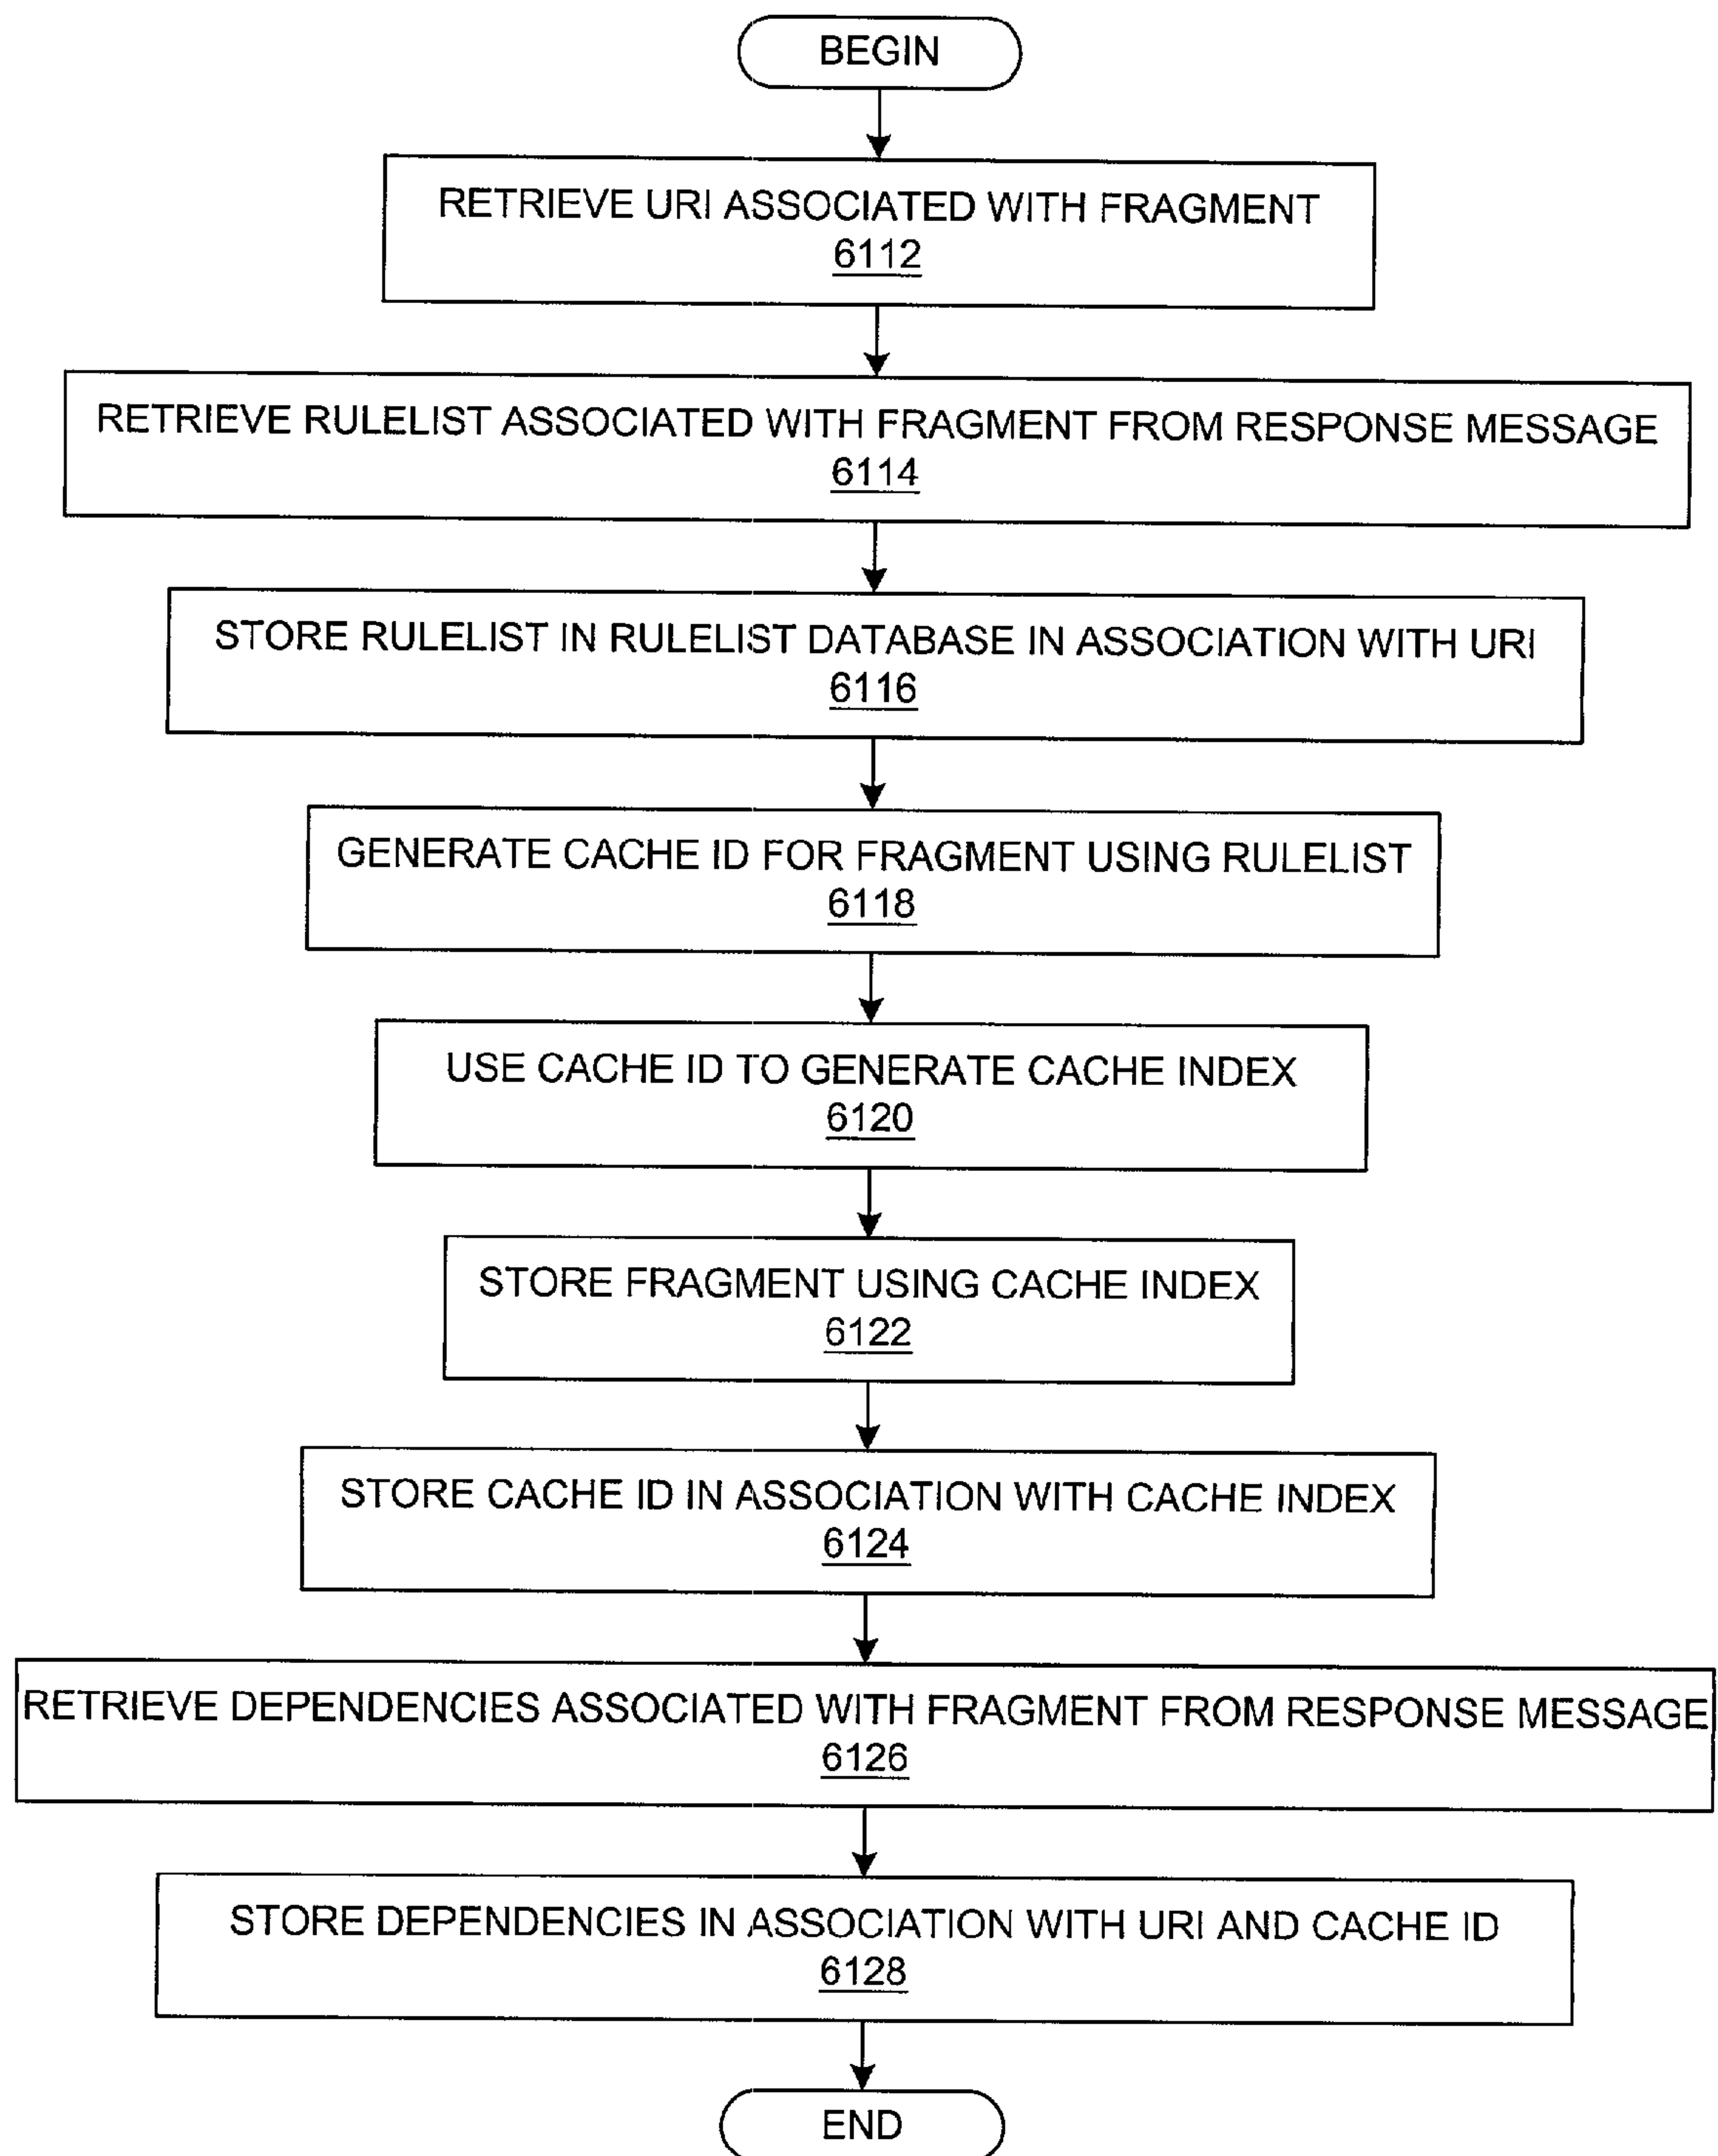 BEGIN
RETRIEVE URI ASSOCIATED WITH FRAGMENT
6112
RETRIEVE RULELIST ASSOCIATED WITH FRAGMENT FROM RESPONSE MESSAGE
6114
STORE RULELIST IN RULELIST DATABASE IN ASSOCIATION WITH URI
6116
GENERATE CACHE ID FOR FRAGMENT USING RULELIST
6118
USE CACHE ID TO GENERATE CACHE INDEX
6120
STORE FRAGMENT USING CACHE INDEX
6122
STORE CACHE ID IN ASSOCIATION WITH CACHE INDEX
6124
RETRIEVE DEPENDENCIES ASSOCIATED WITH FRAGMENT FROM RESPONSE MESSAGE
6126
STORE DEPENDENCIES IN ASSOCIATION WITH URI AND CACHE ID
6128
END